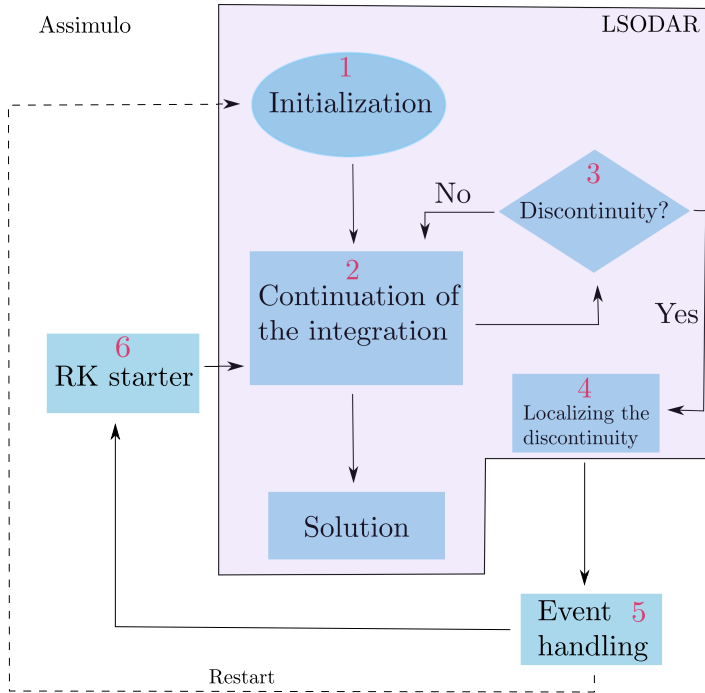 Assimulo
LSODAR
1
Initialization
3
Discontinuity?
No
2
Continuation of
the integration
Yes
6
RK starter
4
Localizing the
discontinuity
Solution
Event 5
handling
Restart